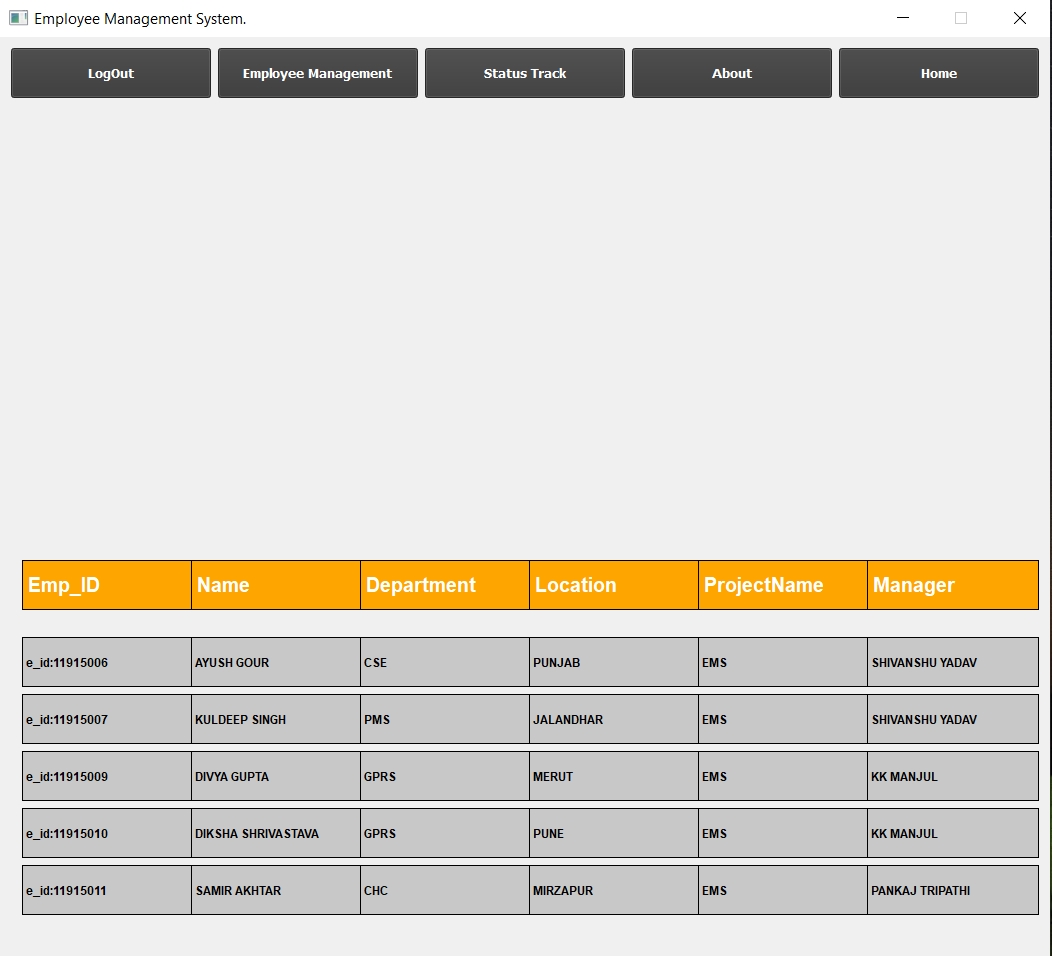 Employee Management System.
LogOut Employee Management Status Track About Home
Emp_ID Name Department Location ProjectName Manager
e_id:11915006 AYUSH GOUR CSE PUNJAB EMS SHIVANSHU YADAV
e_id:11915007 KULDEEP SINGH PMS JALANDHAR EMS SHIVANSHU YADAV
e_id:11915009 DIVYA GUPTA GPRS MERUT EMS KK MANJUL
e_id:11915010 DIKSHA SHRIVASTAVA GPRS PUNE EMS KK MANJUL
e_id:11915011 SAMIR AKHTAR CHC MIRZAPUR EMS PANKAJ TRIPATHI